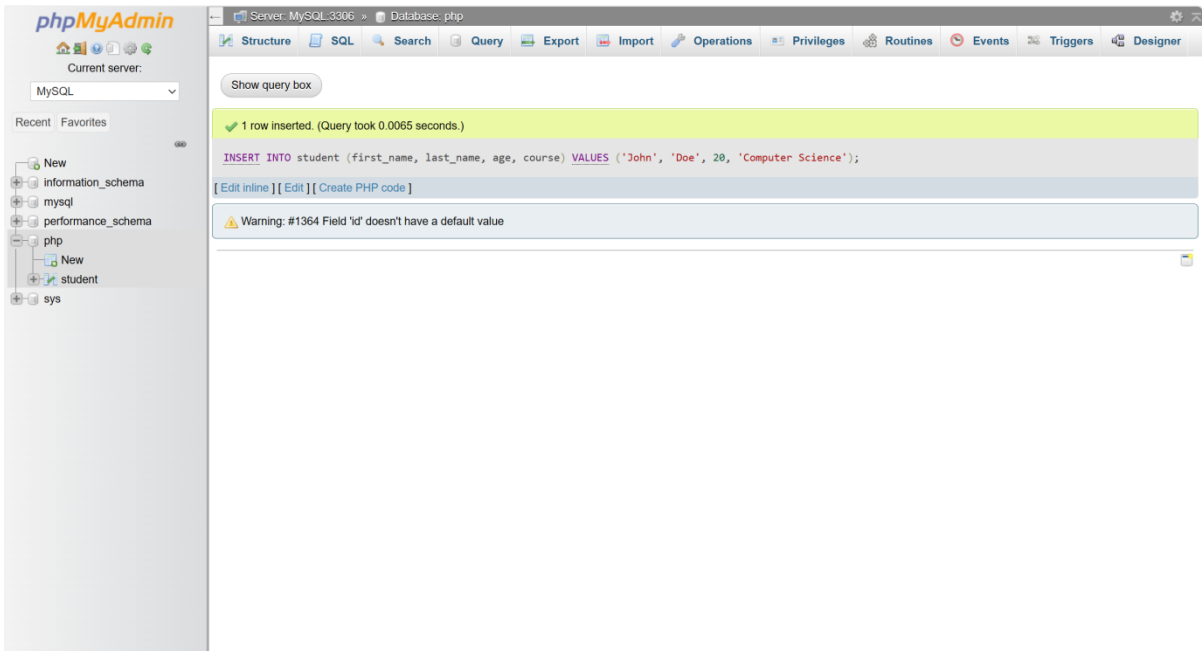 phpMyAdmin
Current server:
MySQL
Recent Favorites
New
information_schema
mysql
performance_schema
php
New
student
sys
Server: MySQL:3306 » Database: php
Structure SQL Search Query Export Import Operations Privileges Routines Events Triggers Designer
Show query box
1 row inserted. (Query took 0.0065 seconds.)
INSERT INTO student (first_name, last_name, age, course) VALUES ('John', 'Doe', 20, 'Computer Science');
[ Edit inline ] [ Edit ] [ Create PHP code ]
Warning: #1364 Field 'id' doesn't have a default value